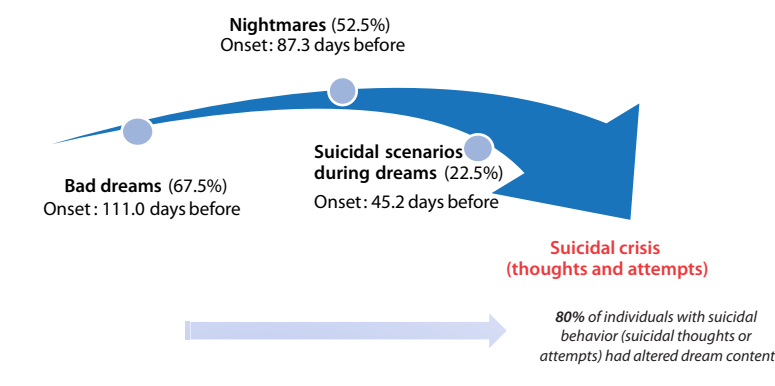 Nightmares (52.5%)
Onset: 87.3 days before
Bad dreams (67.5%)
Onset: 111.0 days before
Suicidal scenarios
during dreams (22.5%)
Onset: 45.2 days before
Suicidal crisis
(thoughts and attempts)
80% of individuals with suicidal
behavior (suicidal thoughts or
attempts) had altered dream content